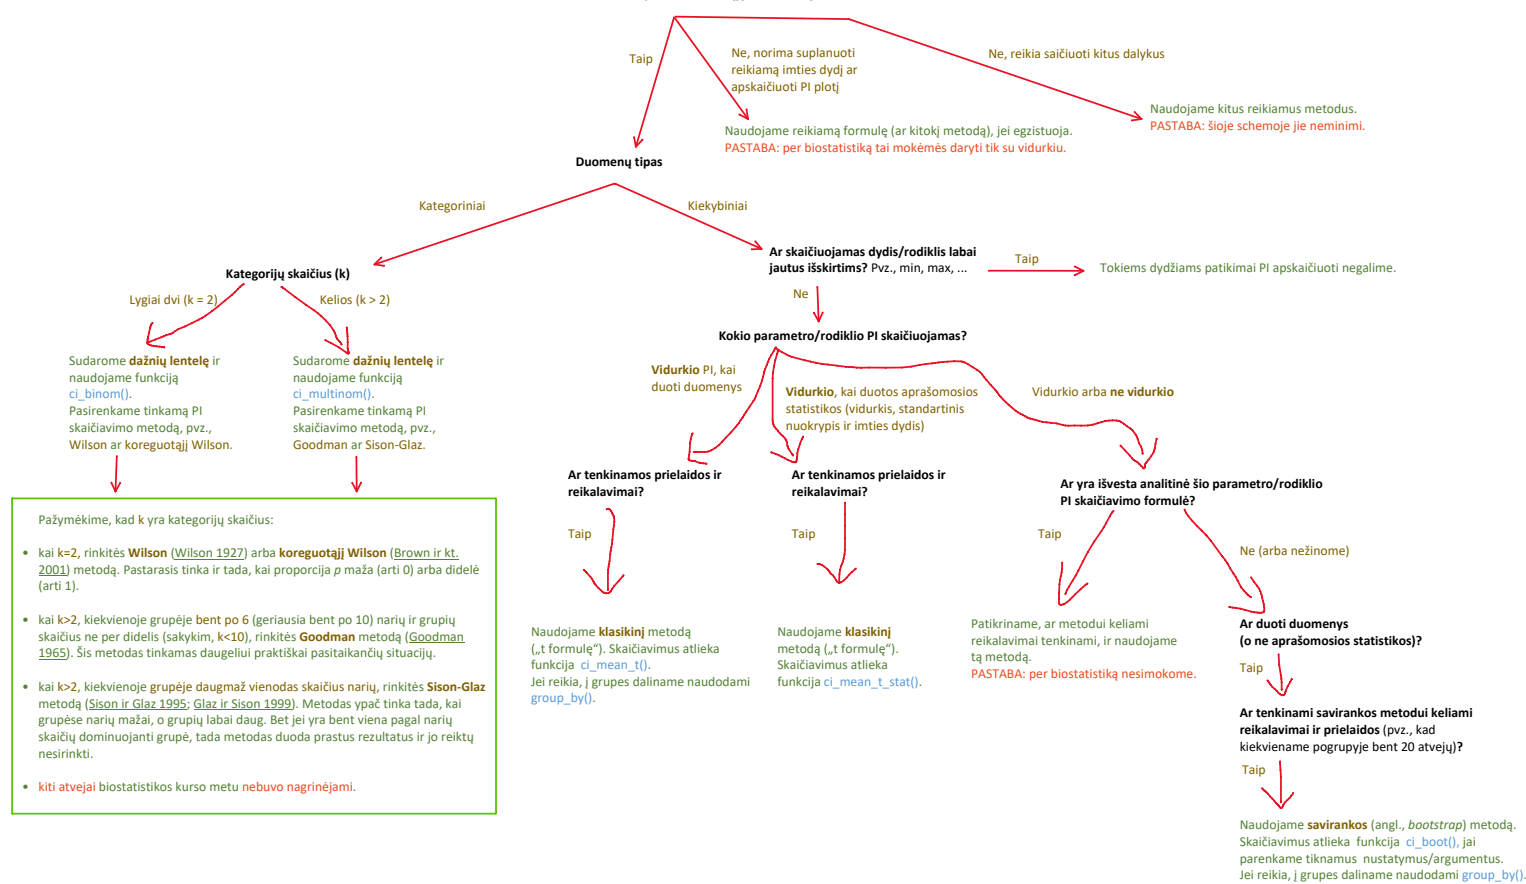 Taip
Ne, norima suplanuoti
reikiamą imties dydį ar
apskaičiuoti PI plotį
Ne, reikia saičiuoti kitus dalykus
Naudojame reikiamą formulę (ar kitokį metodą), jei egzistuoja.
PASTABA: per biostatistiką tai mokėmės daryti tik su vidurkiu.
Naudojame kitus reikiamus metodus.
PASTABA: šioje schemoje jie neminimi.
Duomenų tipas
Kategoriniai
Kiekybiniai
Kategorijų skaičius (k)
Lygiai dvi (k = 2)
Kelios (k > 2)
Ar skaičiuojamas dydis/rodiklis labai
jautus išskirtims? Pvz., min, max, ...
Taip
Tokiems dydžiams patikimai PI apskaičiuoti negalime.
Ne
Kokio parametro/rodiklio PI skaičiuojamas?
Sudarome dažnių lentelę ir
naudojame funkciją
ci_binom().
Pasirenkame tinkamą PI
skaičiavimo metodą, pvz.,
Wilson ar koreguotąjį Wilson.
Sudarome dažnių lentelę ir
naudojame funkciją
ci_multinom().
Pasirenkame tinkamą PI
skaičiavimo metodą, pvz.,
Goodman ar Sison-Glaz.
Vidurkio PI, kai
duoti duomenys
Vidurkio, kai duotos aprašomosios
statistikos (vidurkis, standartinis
nuokrypis ir imties dydis)
Vidurkio arba ne vidurkio
Ar tenkinamos prielaidos ir
reikalavimai?
Ar tenkinamos prielaidos ir
reikalavimai?
Ar yra išvesta analitinė šio parametro/rodiklio
PI skaičiavimo formulė?
Pažymėkime, kad k yra kategorijų skaičius:
• kai k=2, rinkitės Wilson (Wilson 1927) arba koreguotąjį Wilson (Brown ir kt.
2001) metodą. Pastarasis tinka ir tada, kai proporcija p maža (arti 0) arba didelė
(arti 1).
• kai k>2, kiekvienoje grupėje bent po 6 (geriausia bent po 10) narių ir grupių
skaičius ne per didelis (sakykim, k<10), rinkitės Goodman metodą (Goodman
1965). Šis metodas tinkamas daugeliui praktiškai pasitaikančių situacijų.
• kai k>2, kiekvienoje grupėje daugmaž vienodas skaičius narių, rinkitės Sison-Glaz
metodą (Sison ir Glaz 1995; Glaz ir Sison 1999). Metodas ypač tinka tada, kai
grupėse narių mažai, o grupių labai daug. Bet jei yra bent viena pagal narių
skaičių dominuojanti grupė, tada metodas duoda prastus rezultatus ir jo reiktų
nesirinkti.
• kiti atvejai biostatistikos kurso metu nebuvo nagrinėjami.
Taip
Taip
Taip
Ne (arba nežinome)
Naudojame klasikinį metodą
(„t formulę“). Skaičiavimus atlieka
funkcija ci_mean_t().
Jei reikia, į grupes daliname naudodami
group_by().
Naudojame klasikinį
metodą („t formulę“).
Skaičiavimus atlieka
funkcija ci_mean_t_stat().
Patikriname, ar metodui keliami
reikalavimai tenkinami, ir naudojame
tą metodą.
PASTABA: per biostatistiką nesimokome.
Ar duoti duomenys
(o ne aprašomosios statistikos)?
Taip
Ar tenkinami savirankos metodui keliami
reikalavimai ir prielaidos (pvz., kad
kiekviename pogrupyje bent 20 atvejų)?
Taip
Naudojame savirankos (angl., bootstrap) metodą.
Skaičiavimus atlieka funkcija ci_boot(), jai
parenkame tiknamus nustatymus/argumentus.
Jei reikia, į grupes daliname naudodami group_by().